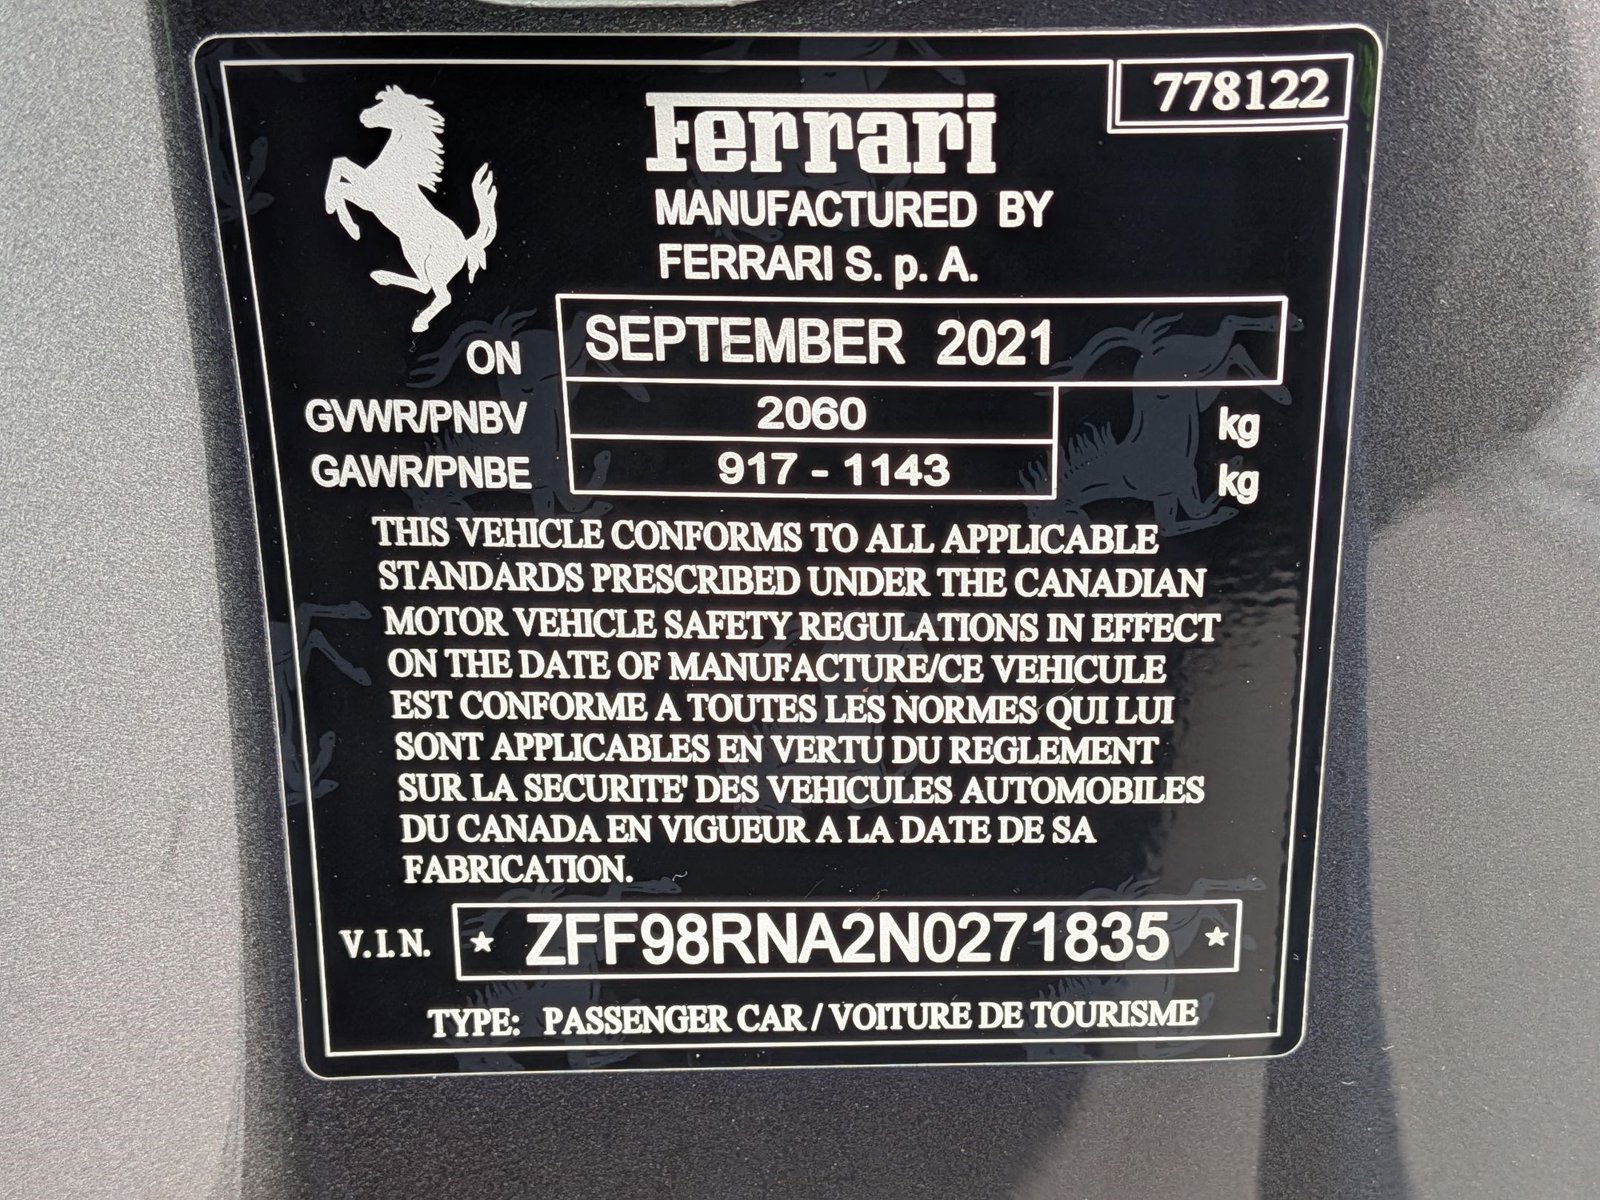 778122
Ferrari
MANUFACTURED BY
FERRARI S. p. A.
ON SEPTEMBER 2021
GVWR/PNBV 2060 kg
GAWR/PNBE 917 - 1143 kg
THIS VEHICLE CONFORMS TO ALL APPLICABLE
STANDARDS PRESCRIBED UNDER THE CANADIAN
MOTOR VEHICLE SAFETY REGULATIONS IN EFFECT
ON THE DATE OF MANUFACTURE/CE VEHICULE
EST CONFORME A TOUTES LES NORMES QUI LUI
SONT APPLICABLES EN VERTU DU REGLEMENT
SUR LA SECURITE' DES VEHICULES AUTOMOBILES
DU CANADA EN VIGUEUR A LA DATE DE SA
FABRICATION.
V.I.N. ★ ZFF98RNA2N0271835 ★
TYPE: PASSENGER CAR / VOITURE DE TOURISME